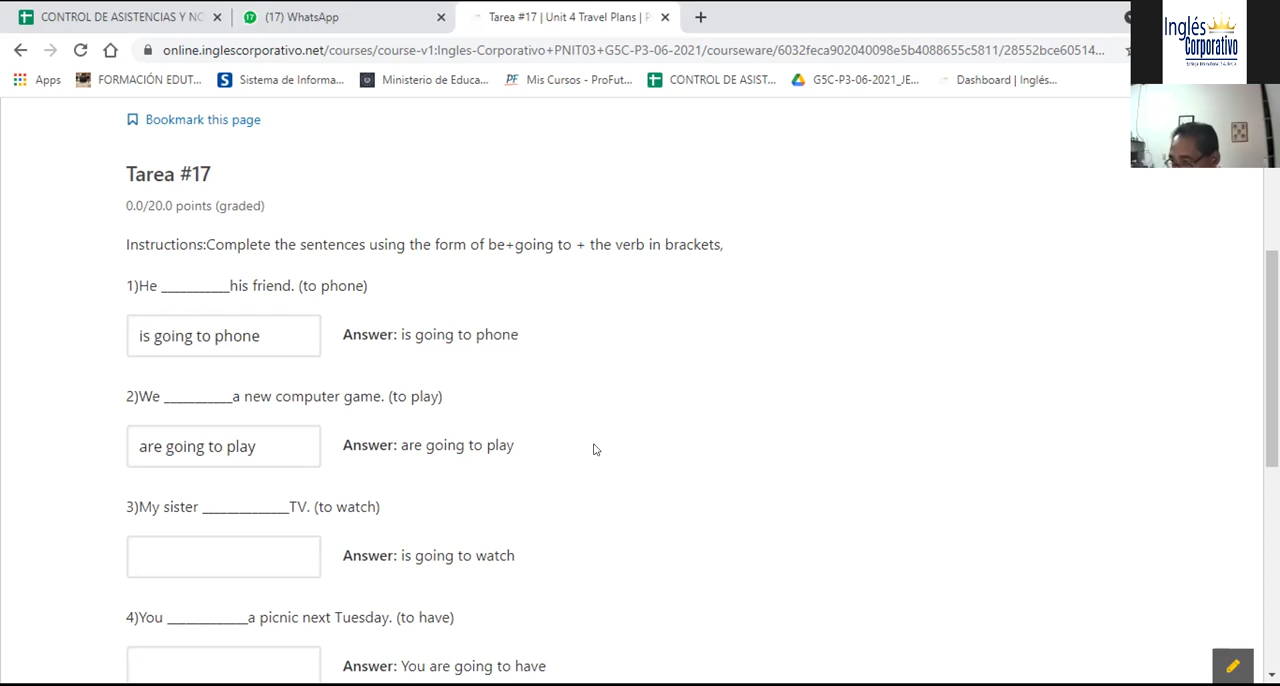 CONTROL DE ASISTENCIAS Y NO
(17) WhatsApp
Tarea #17 | Unit 4 Travel Plans | P
online.inglescorporativo.net/courses/course-v1:Ingles-Corporativo+PNIT03+G5C-P3-06-2021/courseware/6032feca902040098e5b4088655c5811/28552bce60514...
Apps
FORMACIÓN EDUT...
Sistema de Informa...
Ministerio de Educa...
PF Mis Cursos - ProFut...
CONTROL DE ASIST...
G5C-P3-06-2021_JE...
Dashboard | Inglés...
Inglés
Corporativo
Bookmark this page
Tarea #17
0.0/20.0 points (graded)
Instructions:Complete the sentences using the form of be+going to + the verb in brackets,
1)He ___________his friend. (to phone)
is going to phone
Answer: is going to phone
2)We ___________a new computer game. (to play)
are going to play
Answer: are going to play
3)My sister ______________TV. (to watch)
Answer: is going to watch
4)You _____________a picnic next Tuesday. (to have)
Answer: You are going to have